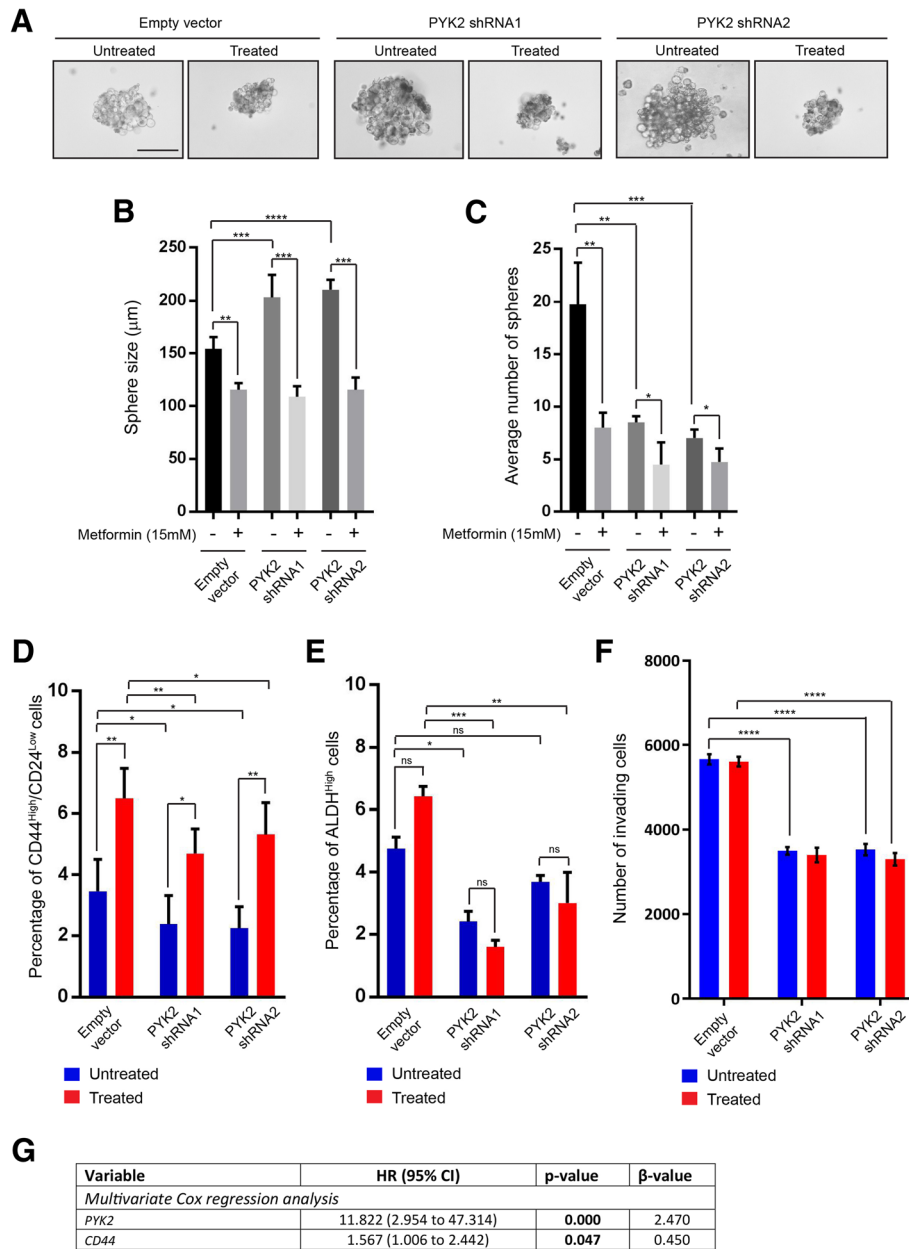 A
Empty vector PYK2 shRNA1 PYK2 shRNA2
Untreated Treated Untreated Treated Untreated Treated
B
Sphere size (μm)
250
200
150
100
50
0
**** 
*** 
** *** ***
Metformin (15mM) - + - + - +
Empty vector PYK2 shRNA1 PYK2 shRNA2
C
Average number of spheres
25
20
15
10
5
0
***
**
**
*
*
- + - + - +
Metformin (15mM)
Empty vector PYK2 shRNA1 PYK2 shRNA2
D
Percentage of CD44High/CD24Low cells
10
8
6
4
2
0
*
**
*
*
** * **
Empty vector PYK2 shRNA1 PYK2 shRNA2
Untreated
Treated
E
Percentage of ALDHHigh cells
10
8
6
4
2
0
**
***
ns
*
ns ns ns
Empty vector PYK2 shRNA1 PYK2 shRNA2
Untreated
Treated
F
Number of invading cells
8000
6000
4000
2000
0
****
****
****
Empty vector PYK2 shRNA1 PYK2 shRNA2
Untreated
Treated
G
Variable HR (95% CI) p-value β-value
Multivariate Cox regression analysis
PYK2 11.822 (2.954 to 47.314) 0.000 2.470
CD44 1.567 (1.006 to 2.442) 0.047 0.450